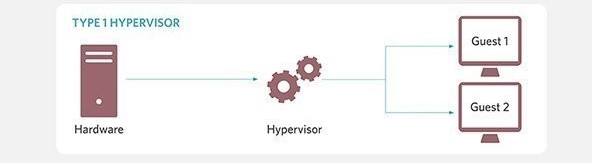 TYPE 1 HYPERVISOR
Guest 1
Hardware
Hypervisor
Guest 2